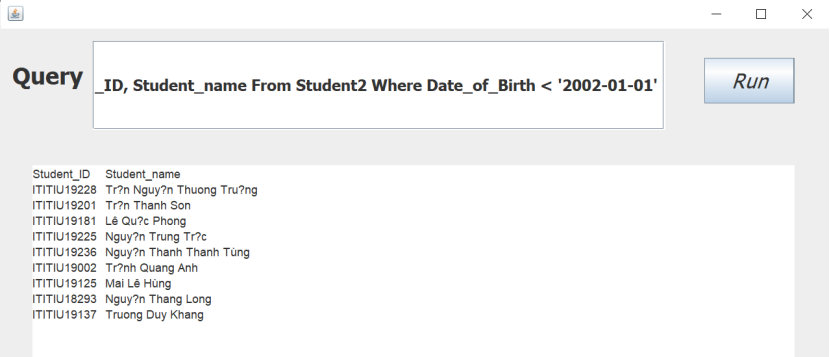 Query
_ID, Student_name From Student2 Where Date_of_Birth < '2002-01-01'
Run
Student_ID Student_name
ITITIU19228 Tr?n Nguy?n Thuong Tru?ng
ITITIU19201 Tr?n Thanh Son
ITITIU19181 Lê Qu?c Phong
ITITIU19225 Nguy?n Trung Tr?c
ITITIU19236 Nguy?n Thanh Thanh Tùng
ITITIU19002 Tr?nh Quang Anh
ITITIU19125 Mai Lê Hùng
ITITIU18293 Nguy?n Thang Long
ITITIU19137 Truong Duy Khang